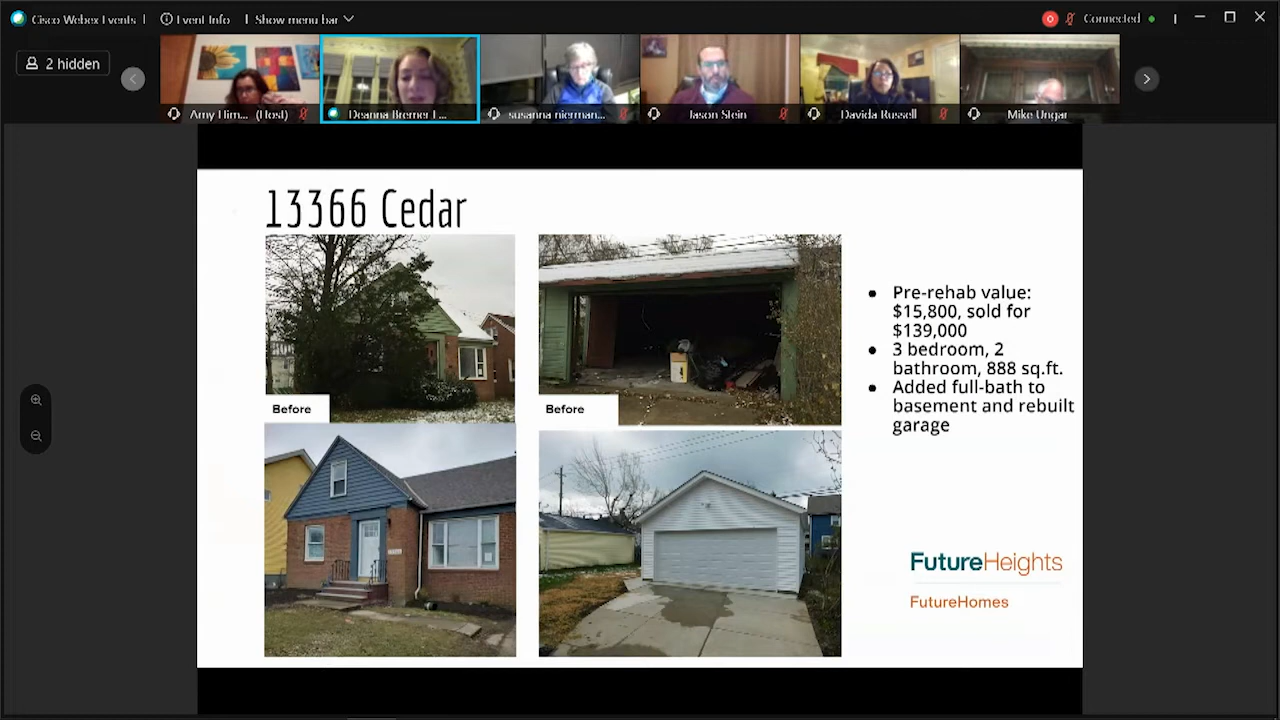 Cisco Webex Events
Event Info
Show menu bar
Connected
2 hidden
Amy Him... (Host)
Deanna Bremer F...
susanna nierman...
Jason Stein
Davida Russell
Mike Ungar
13366 Cedar
Before
Before
• Pre-rehab value:
$15,800, sold for
$139,000
• 3 bedroom, 2
bathroom, 888 sq.ft.
• Added full-bath to
basement and rebuilt
garage
FutureHeights
FutureHomes